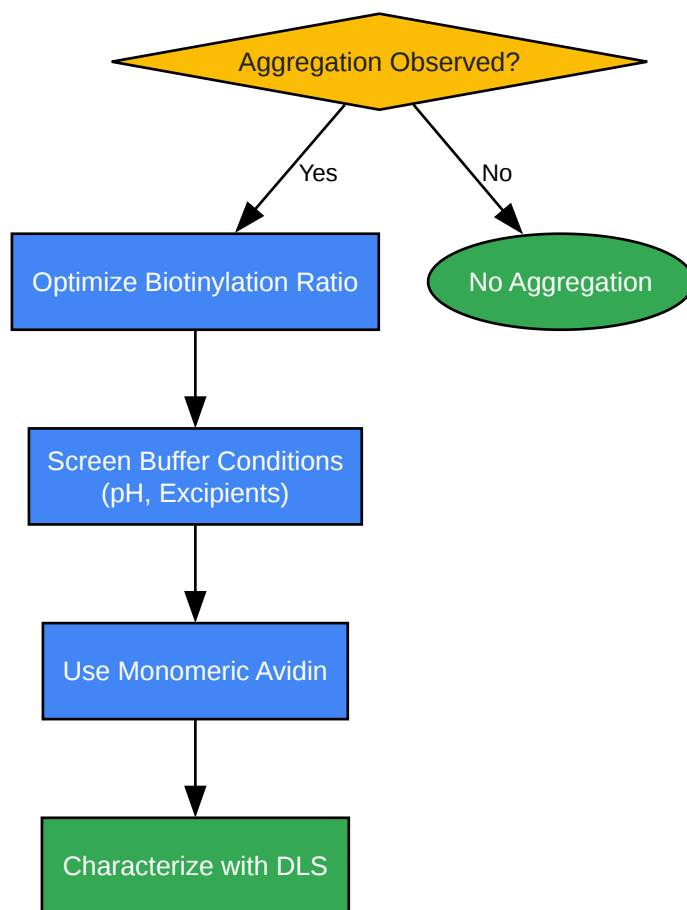 Aggregation Observed?
Yes
No
Optimize Biotinylation Ratio
No Aggregation
Screen Buffer Conditions
(pH, Excipients)
Use Monomeric Avidin
Characterize with DLS